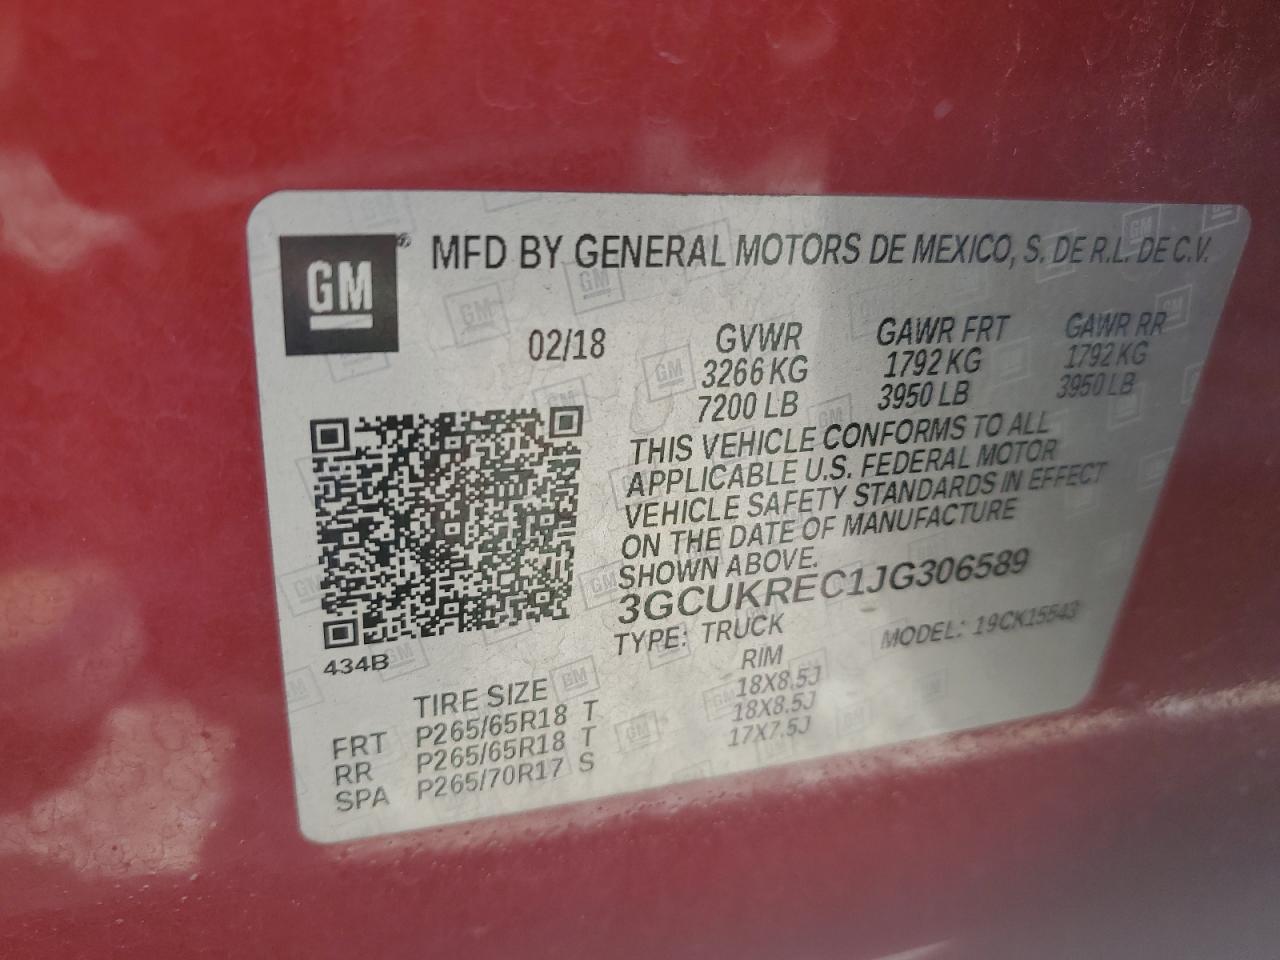 GM
® MFD BY GENERAL MOTORS DE MEXICO, S. DE R.L. DE C.V.
02/18 GVWR GAWR FRT GAWR RR
3266 KG 1792 KG 1792 KG
7200 LB 3950 LB 3950 LB
THIS VEHICLE CONFORMS TO ALL
APPLICABLE U.S. FEDERAL MOTOR
VEHICLE SAFETY STANDARDS IN EFFECT
ON THE DATE OF MANUFACTURE
SHOWN ABOVE.
3GCUKREC1JG306589
TYPE: TRUCK MODEL: 19CK15543
434B
TIRE SIZE RIM
FRT P265/65R18 T 18X8.5J
RR P265/65R18 T 18X8.5J
SPA P265/70R17 S 17X7.5J